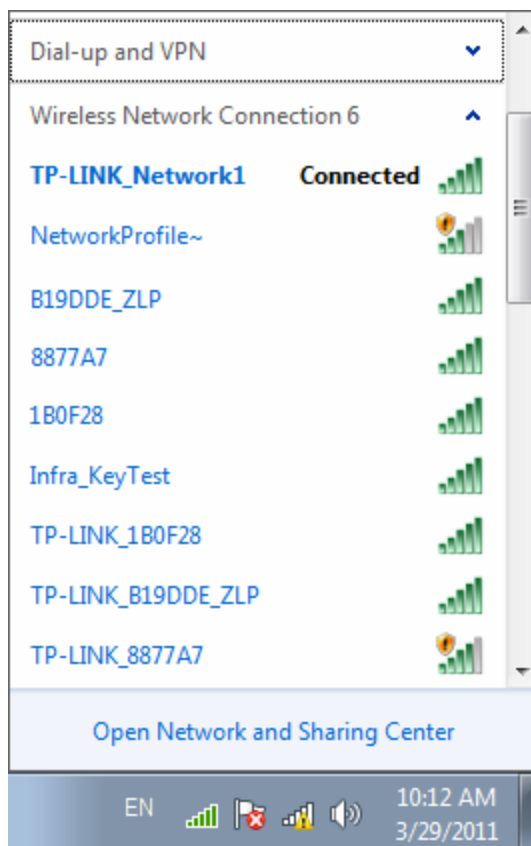 Dial-up and VPN
Wireless Network Connection 6
TP-LINK_Network1 Connected
NetworkProfile~
B19DDE_ZLP
8877A7
1B0F28
Infra_KeyTest
TP-LINK_1B0F28
TP-LINK_B19DDE_ZLP
TP-LINK_8877A7
Open Network and Sharing Center
EN 10:12 AM
3/29/2011